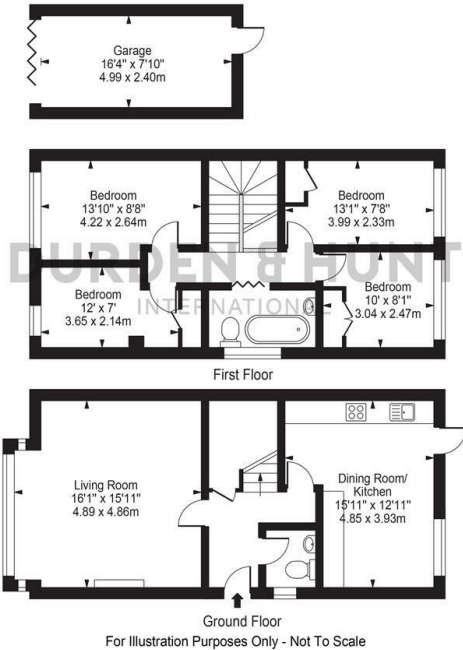 Garage
16'4" x 7'10"
4.99 x 2.40m
Bedroom
13'10" x 8'8"
4.22 x 2.64m
Bedroom
13'1" x 7'8"
3.99 x 2.33m
DURDEN & HUNT
INTERNATIONAL
Bedroom
12' x 7'
3.65 x 2.14m
Bedroom
10' x 8'1"
3.04 x 2.47m
First Floor
Living Room
16'1" x 15'11"
4.89 x 4.86m
Dining Room/
Kitchen
15'11" x 12'11"
4.85 x 3.93m
Ground Floor
For Illustration Purposes Only - Not To Scale